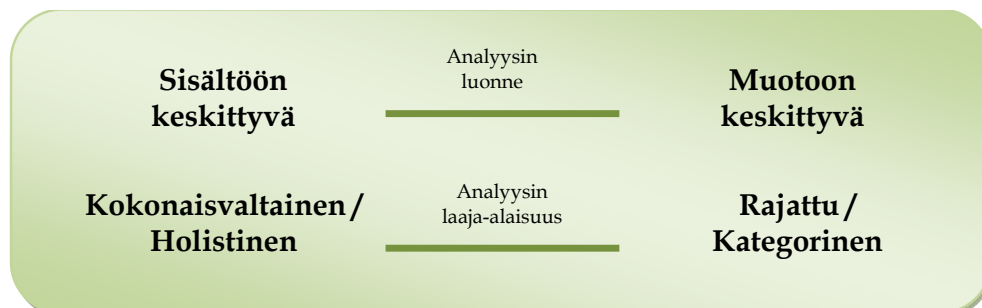 Sisältöön
keskittyvä
Analyysin
luonne
Muotoon
keskittyvä
Kokonaisvaltainen /
Holistinen
Analyysin
laaja-alaisuus
Rajattu /
Kategorinen